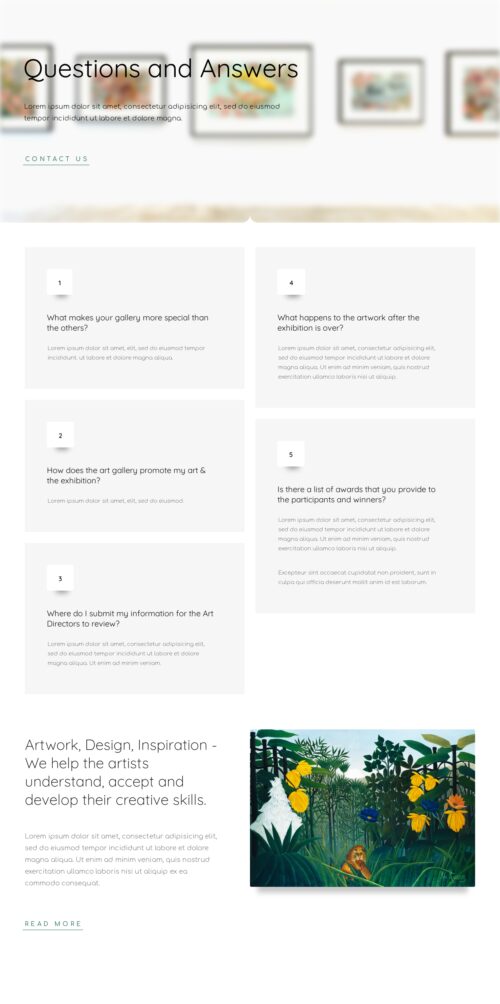 Questions and Answers
Lorem ipsum dolor sit amet, consectetur adipisicing elit, sed do eiusmod
tempor incididunt ut labore et dolore magna.
CONTACT US
1
What makes your gallery more special than
the others?
Lorem ipsum dolor sit amet, elit, sed do eiusmod tempor
incididunt. ut labore et dolore magna aliqua.
2
How does the art gallery promote my art &
the exhibition?
Lorem ipsum dolor sit amet, elit, sed do eiusmod.
3
Where do I submit my information for the Art
Directors to review?
Lorem ipsum dolor sit amet, consectetur adipisicing elit,
sed do eiusmod tempor incididunt ut labore et dolore
magna aliqua. Ut enim ad minim veniam.
4
What happens to the artwork after the
exhibition is over?
Lorem ipsum dolor sit amet, consectetur adipisicing elit,
sed do eiusmod tempor incididunt ut labore et dolore
magna aliqua. Ut enim ad minim veniam, quis nostrud
exercitation ullamco laboris nisi ut aliquip.
5
Is there a list of awards that you provide to
the participants and winners?
Lorem ipsum dolor sit amet, consectetur adipisicing elit,
sed do eiusmod tempor incididunt ut labore et dolore
magna aliqua. Ut enim ad minim veniam, quis nostrud
exercitation ullamco laboris nisi ut aliquip.
Excepteur sint occaecat cupidatat non proident, sunt in
culpa qui officia deserunt mollit anim id est laborum.
Artwork, Design, Inspiration -
We help the artists
understand, accept and
develop their creative skills.
Lorem ipsum dolor sit amet, consectetur adipisicing elit,
sed do eiusmod tempor incididunt ut labore et dolore
magna aliqua. Ut enim ad minim veniam, quis nostrud
exercitation ullamco laboris nisi ut aliquip ex ea
commodo consequat.
READ MORE